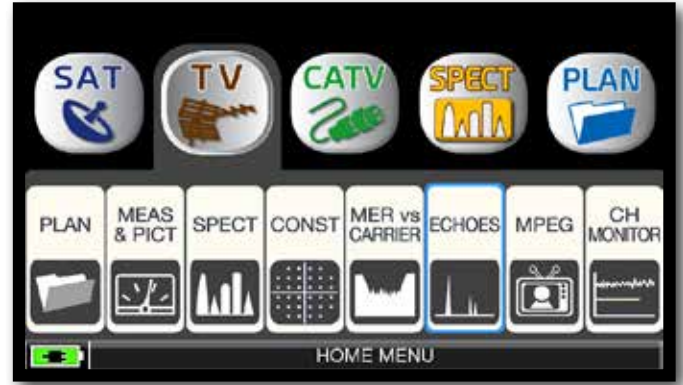 SAT
TV
CATV
SPECT
PLAN
PLAN
MEAS
& PICT
SPECT
CONST
MER vs
CARRIER
ECHOES
MPEG
CH
MONITOR
HOME MENU